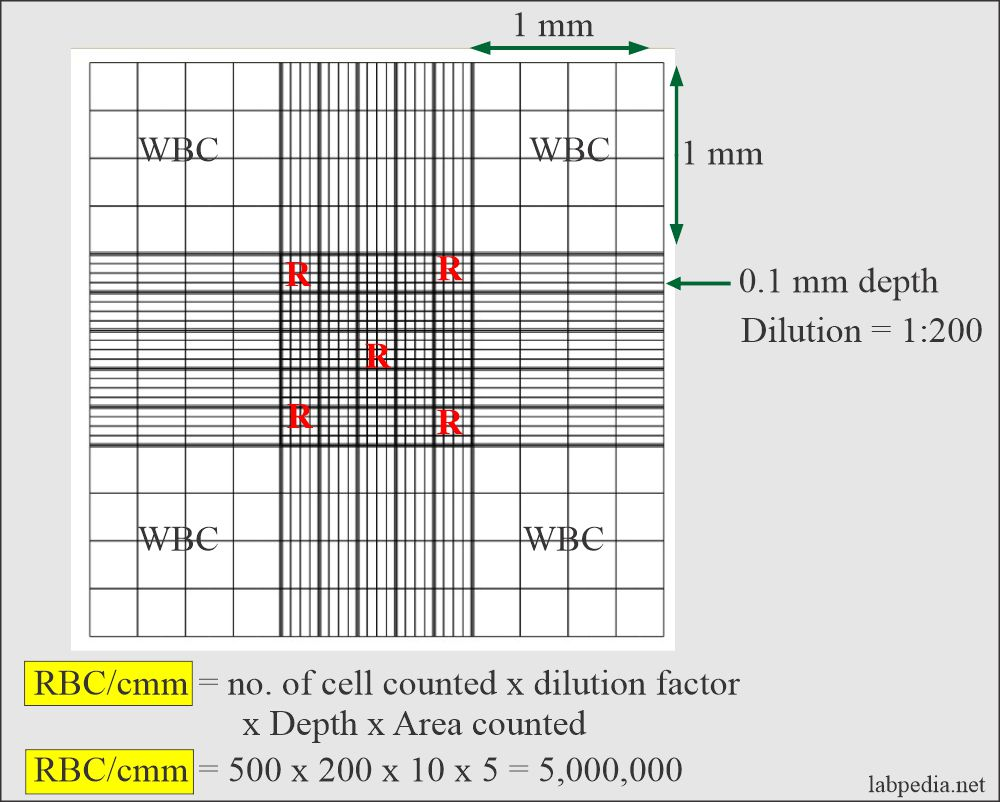 1 mm
WBC
WBC
1 mm
R
R
0.1 mm depth
Dilution = 1:200
R
R
R
WBC
WBC
RBC/cmm = no. of cell counted x dilution factor
x Depth x Area counted
RBC/cmm = 500 x 200 x 10 x 5 = 5,000,000
labpedia.net